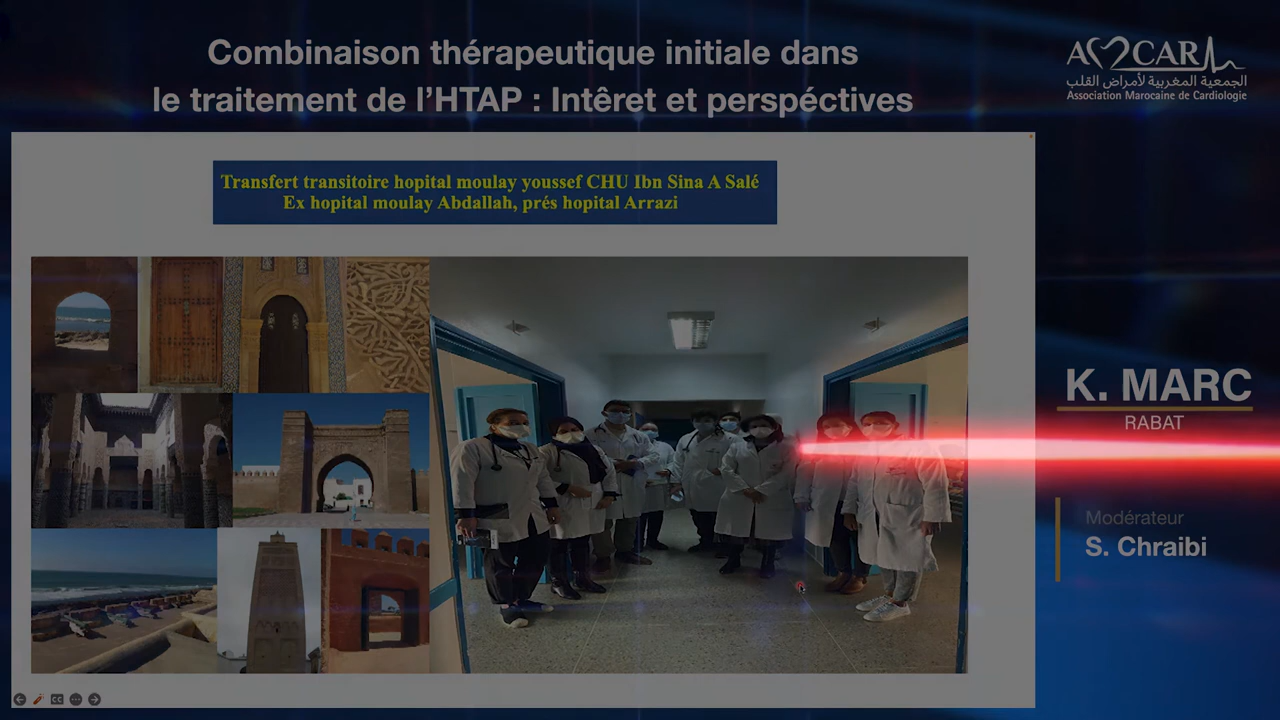 Combinaison thérapeutique initiale dans
le traitement de l'HTAP : Intêret et perspéctives
AM2CAR
الجمعية المغربية لأمراض القلب
Association Marocaine de Cardiologie
Transfert transitoire hopital moulay youssef CHU Ibn Sina A Salé
Ex hopital moulay Abdallah, prés hopital Arrazi
K. MARC
RABAT
Modérateur
S. Chraibi
CC